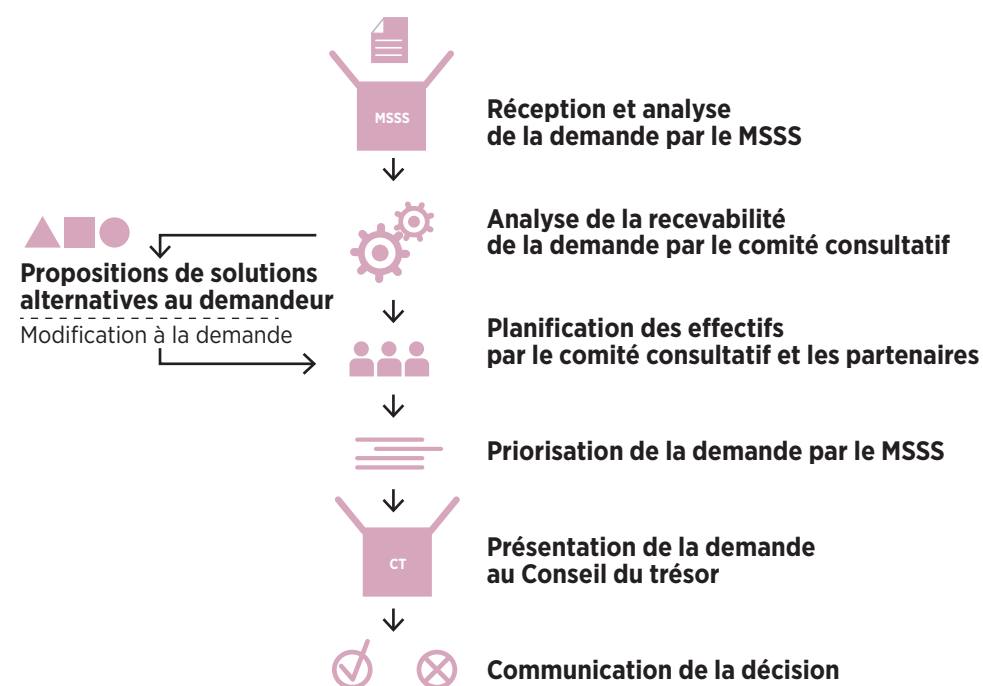 MSSS
Réception et analyse
de la demande par le MSSS
Analyse de la recevabilité
de la demande par le comité consultatif
Propositions de solutions
alternatives au demandeur
Modification à la demande
Planification des effectifs
par le comité consultatif et les partenaires
Priorisation de la demande par le MSSS
CT
Présentation de la demande
au Conseil du trésor
Communication de la décision